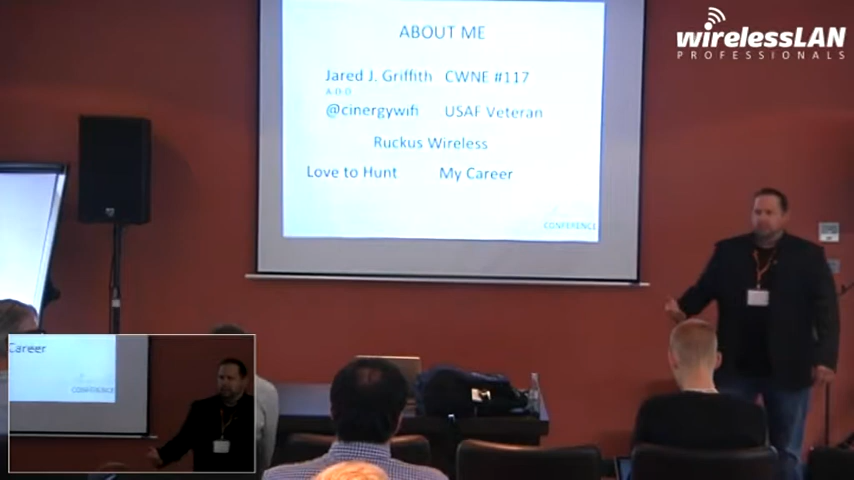 wirelessLAN
PROFESSIONALS
ABOUT ME
Jared J. Griffith CWNE #117
A.D.D.
@cinergywifi USAF Veteran
Ruckus Wireless
Love to Hunt My Career
CONFERENCE
Career
CONFERENCE